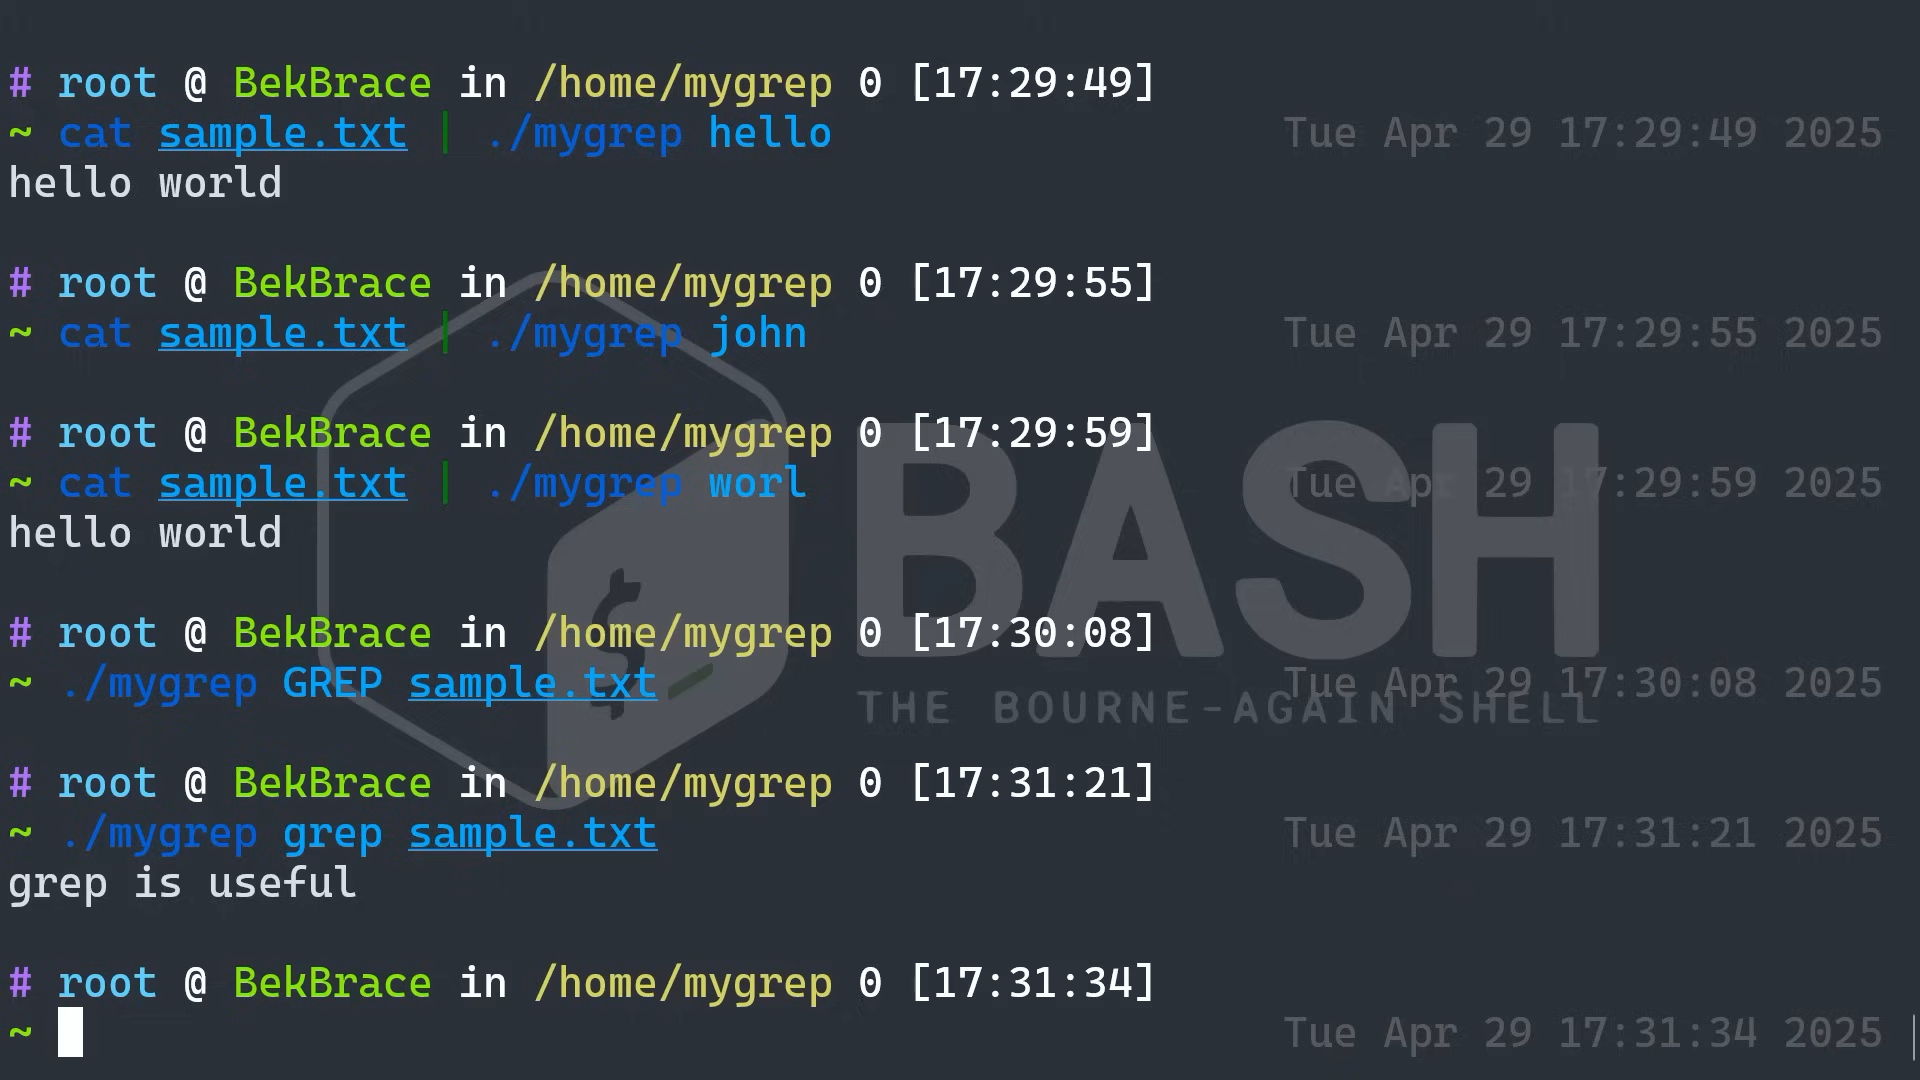 # root @ BekBrace in /home/mygrep 0 [17:29:49]
~ cat sample.txt | ./mygrep hello Tue Apr 29 17:29:49 2025
hello world
# root @ BekBrace in /home/mygrep 0 [17:29:55]
~ cat sample.txt | ./mygrep john Tue Apr 29 17:29:55 2025
# root @ BekBrace in /home/mygrep 0 [17:29:59]
~ cat sample.txt | ./mygrep worl Tue Apr 29 17:29:59 2025
hello world
# root @ BekBrace in /home/mygrep 0 [17:30:08]
~ ./mygrep GREP sample.txt Tue Apr 29 17:30:08 2025
# root @ BekBrace in /home/mygrep 0 [17:31:21]
~ ./mygrep grep sample.txt Tue Apr 29 17:31:21 2025
grep is useful
# root @ BekBrace in /home/mygrep 0 [17:31:34]
~ Tue Apr 29 17:31:34 2025
$
BASH
THE BOURNE-AGAIN SHELL